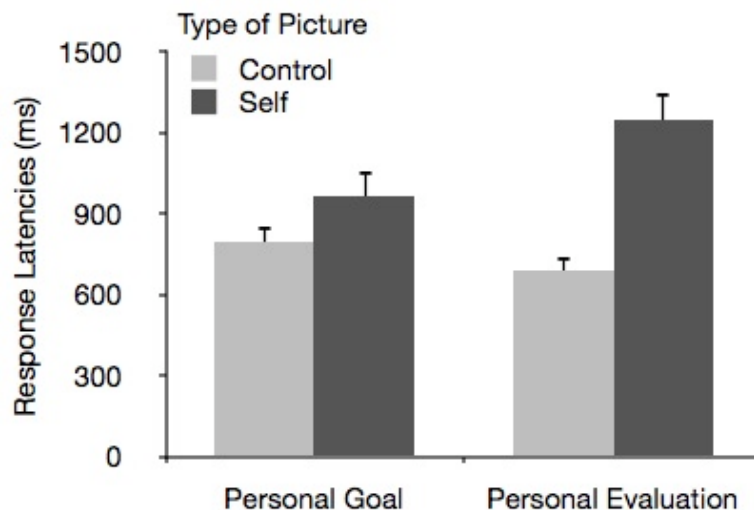 Type of Picture
Control
Self
Response Latencies (ms)
1500
1200
900
600
300
0
Personal Goal
Personal Evaluation